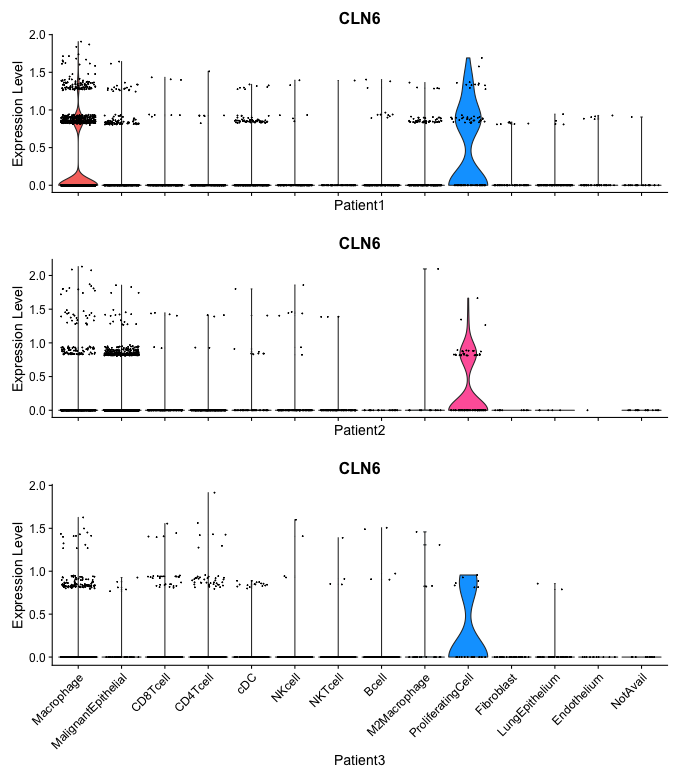 CLN6
Expression Level
2.0
1.5
1.0
0.5
0.0
Patient1
CLN6
Expression Level
2.0
1.5
1.0
0.5
0.0
Patient2
CLN6
Expression Level
2.0
1.5
1.0
0.5
0.0
Macrophage
MalignantEpithelial
CD8Tcell
CD4Tcell
cDC
NKcell
NKTcell
Bcell
M2Macrophage
ProliferatingCell
Fibroblast
LungEpithelium
Endothelium
NotAvail
Patient3